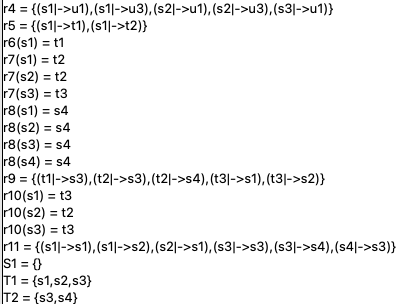 r4 = {(s1|->u1),(s1|->u3),(s2|->u1),(s2|->u3),(s3|->u1)}
r5 = {(s1|->t1),(s1|->t2)}
r6(s1) = t1
r7(s1) = t2
r7(s2) = t2
r7(s3) = t3
r8(s1) = s4
r8(s2) = s4
r8(s3) = s4
r8(s4) = s4
r9 = {(t1|->s3),(t2|->s3),(t2|->s4),(t3|->s1),(t3|->s2)}
r10(s1) = t3
r10(s2) = t2
r10(s3) = t3
r11 = {(s1|->s1),(s1|->s2),(s2|->s1),(s3|->s3),(s3|->s4),(s4|->s3)}
S1 = {}
T1 = {s1,s2,s3}
T2 = {s3,s4}